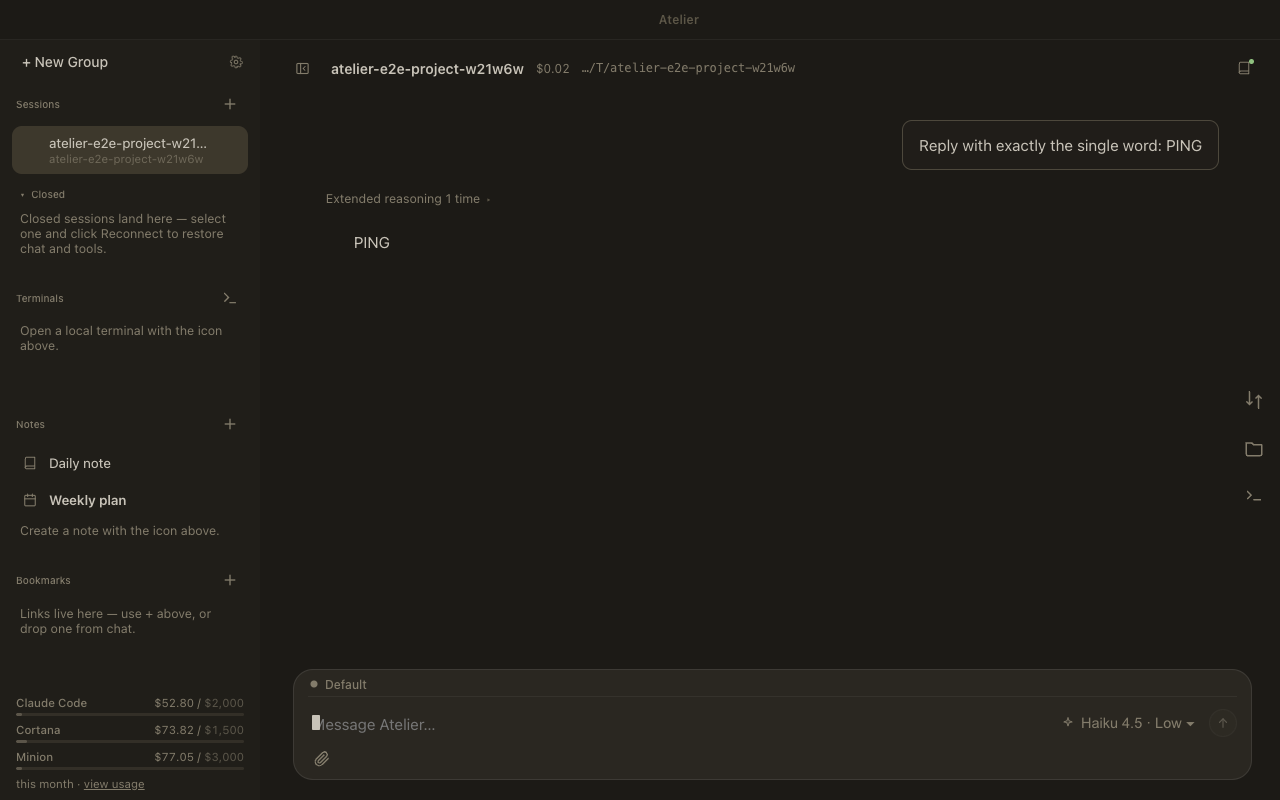 Atelier
+ New Group
Sessions
atelier-e2e-project-w21...
atelier-e2e-project-w21w6w
Closed
Closed sessions land here — select
one and click Reconnect to restore
chat and tools.
Terminals
Open a local terminal with the icon
above.
Notes
Daily note
Weekly plan
Create a note with the icon above.
Bookmarks
Links live here — use + above, or
drop one from chat.
Claude Code $52.80 / $2,000
Cortana $73.82 / $1,500
Minion $77.05 / $3,000
this month · view usage
atelier-e2e-project-w21w6w $0.02 …/T/atelier-e2e-project-w21w6w
Reply with exactly the single word: PING
Extended reasoning 1 time
PING
Default
Message Atelier...
Haiku 4.5 · Low